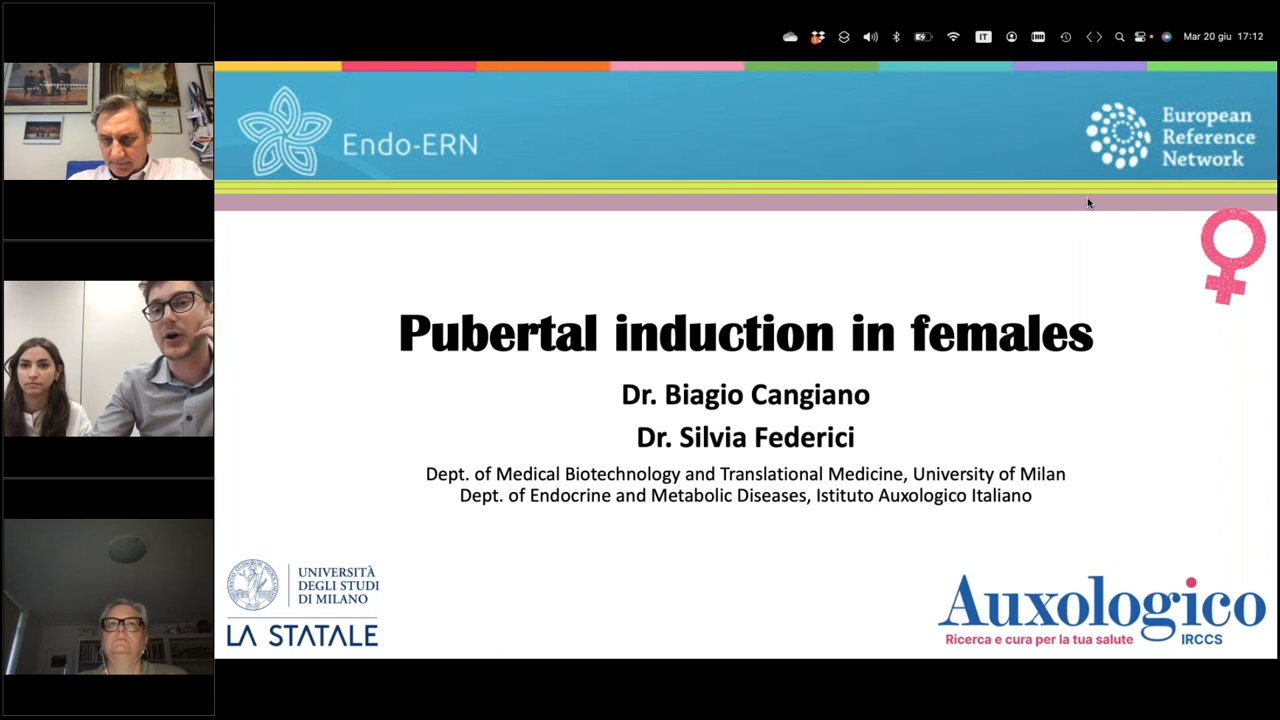 IT
Mar 20 giu 17:12
Endo-ERN
European
Reference
Network
Pubertal induction in females
Dr. Biagio Cangiano
Dr. Silvia Federici
Dept. of Medical Biotechnology and Translational Medicine, University of Milan
Dept. of Endocrine and Metabolic Diseases, Istituto Auxologico Italiano
UNIVERSITÀ
DEGLI STUDI
DI MILANO
LA STATALE
Auxologico
Ricerca e cura per la tua salute IRCCS